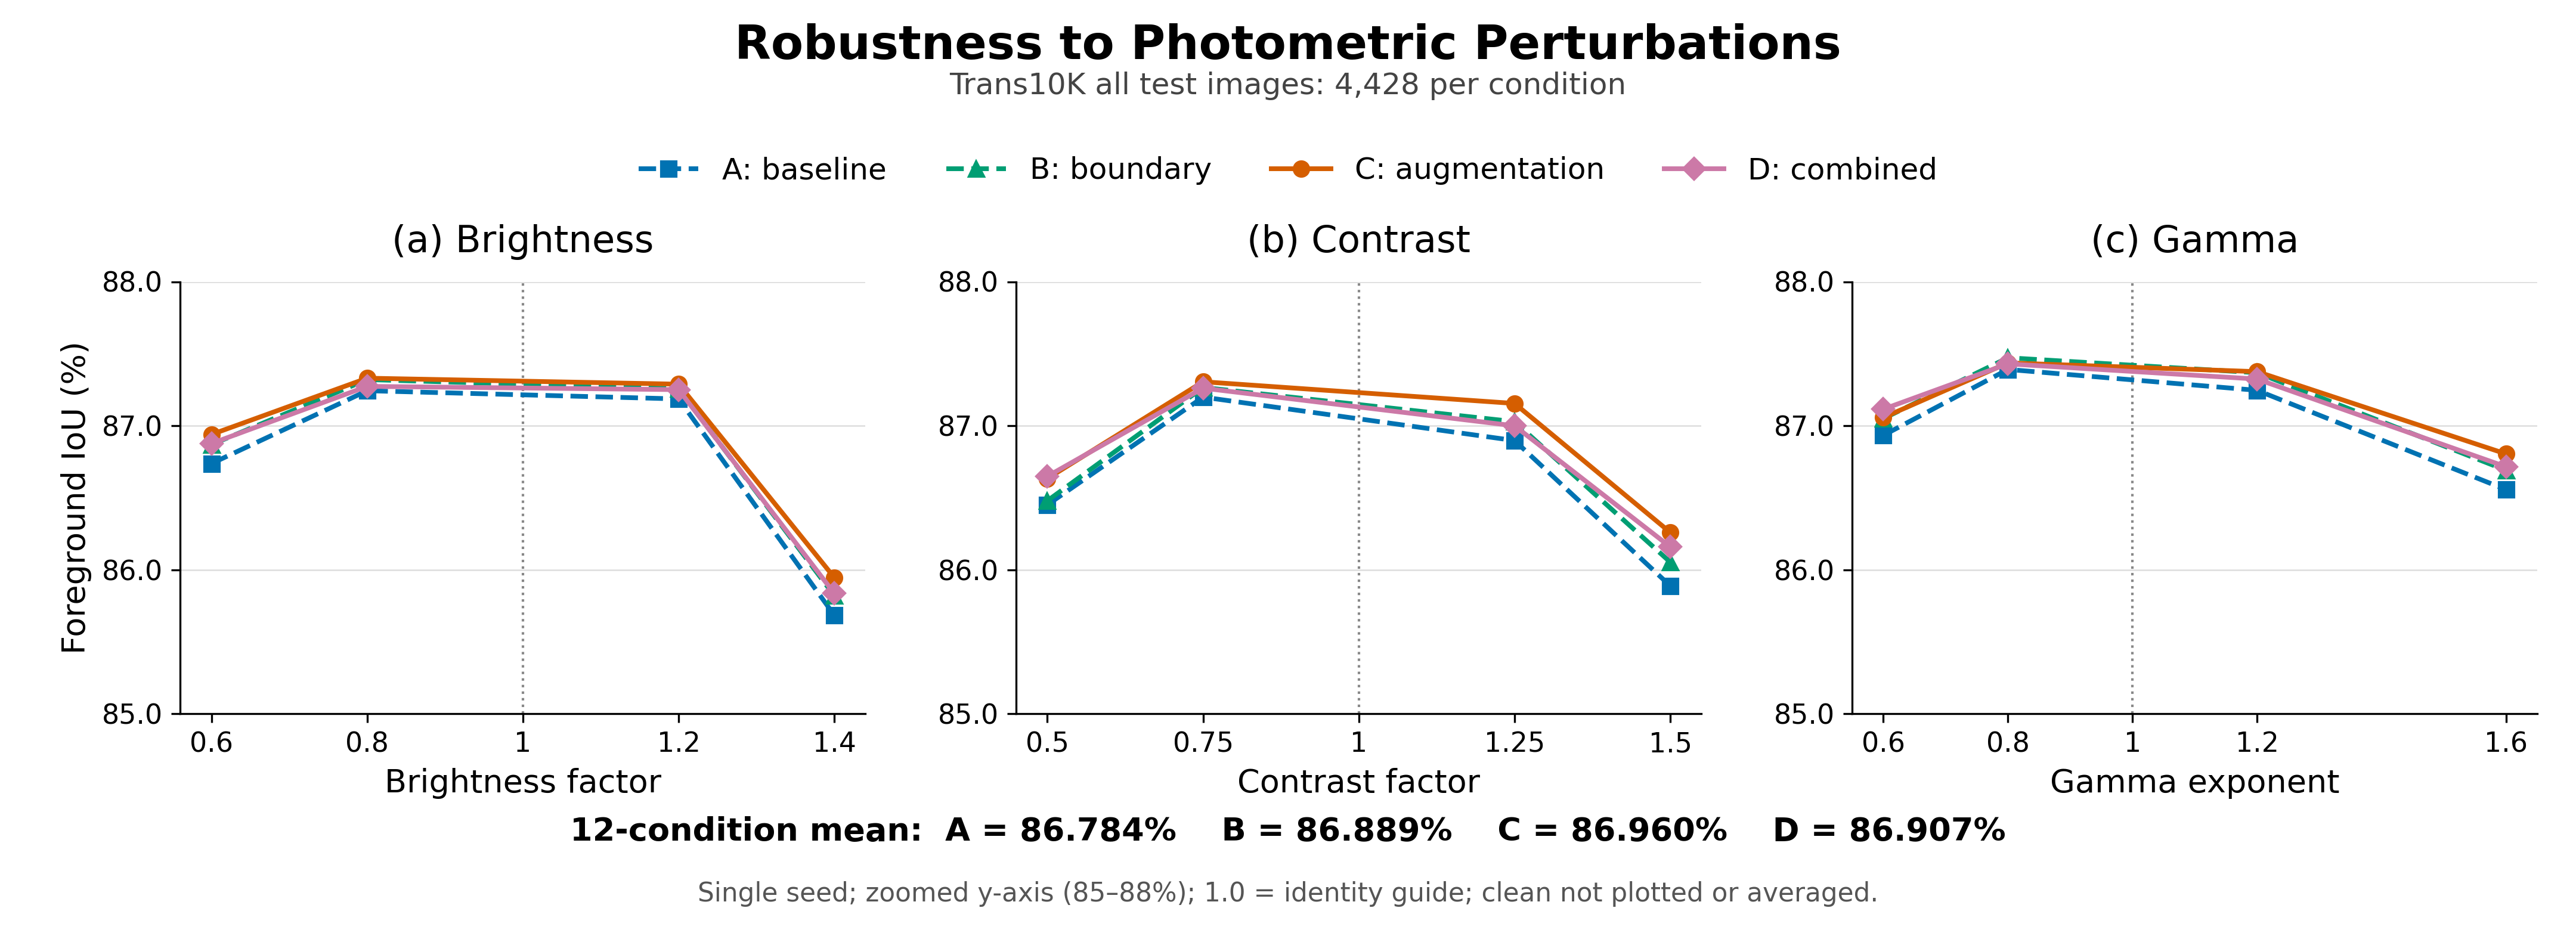 Robustness to Photometric Perturbations
Trans10K all test images: 4,428 per condition
A: baseline B: boundary C: augmentation D: combined
(a) Brightness
Foreground IoU (%)
88.0
87.0
86.0
85.0
0.6 0.8 1 1.2 1.4
Brightness factor
(b) Contrast
88.0
87.0
86.0
85.0
0.5 0.75 1 1.25 1.5
Contrast factor
(c) Gamma
88.0
87.0
86.0
85.0
0.6 0.8 1 1.2 1.6
Gamma exponent
12-condition mean: A = 86.784% B = 86.889% C = 86.960% D = 86.907%
Single seed; zoomed y-axis (85–88%); 1.0 = identity guide; clean not plotted or averaged.